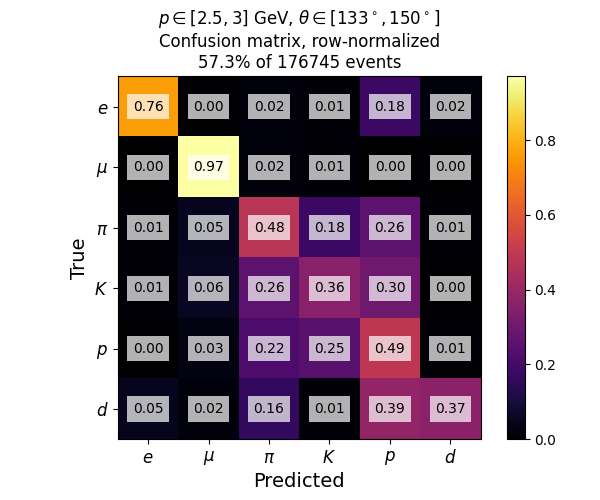 p ∈ [2.5, 3] GeV, θ ∈ [133°, 150°]
Confusion matrix, row-normalized
57.3% of 176745 events
e 0.76 0.00 0.02 0.01 0.18 0.02
μ 0.00 0.97 0.02 0.01 0.00 0.00
π 0.01 0.05 0.48 0.18 0.26 0.01
K 0.01 0.06 0.26 0.36 0.30 0.00
p 0.00 0.03 0.22 0.25 0.49 0.01
d 0.05 0.02 0.16 0.01 0.39 0.37
e μ π K p d
Predicted
True
0.8
0.6
0.4
0.2
0.0